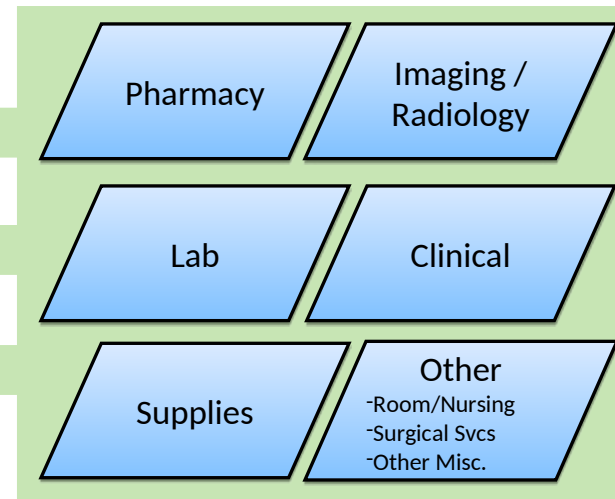 Pharmacy
Imaging /
Radiology
Lab
Clinical
Supplies
Other
-Room/Nursing
-Surgical Svcs
-Other Misc.